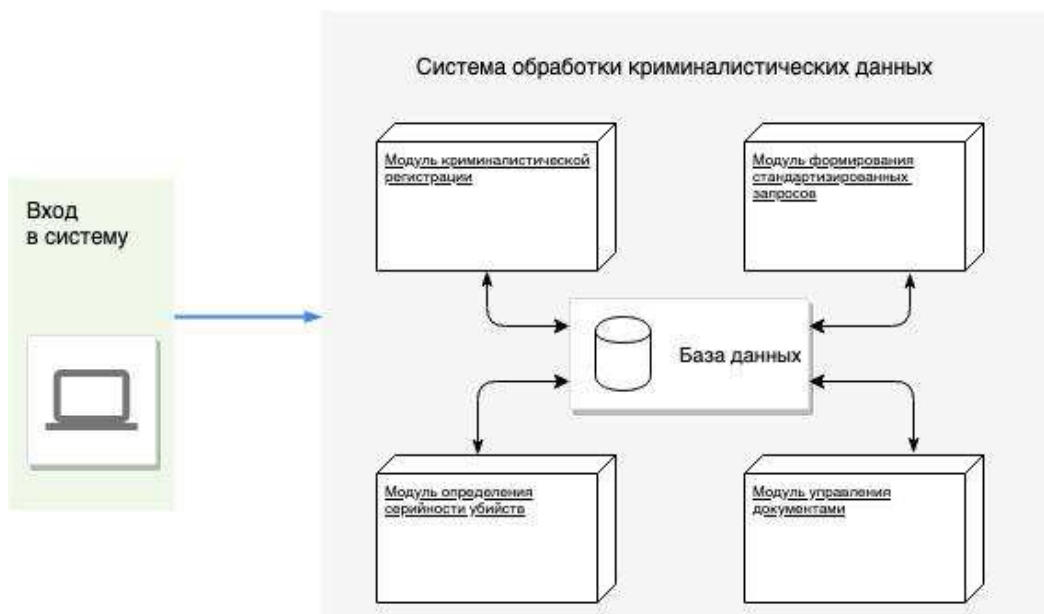 Система обработки криминалистических данных
Модуль криминалистической
регистрации
Модуль формирования
стандартизированных
запросов
Вход
в систему
База данных
Модуль определения
серийности убийств
Модуль управления
документами